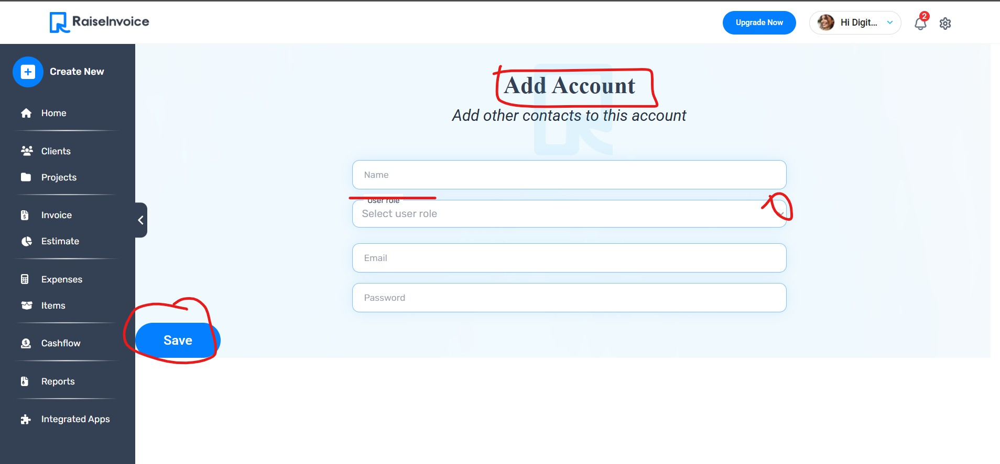 RaiseInvoice
Upgrade Now
Hi Digit...
2
Create New
Home
Clients
Projects
Invoice
Estimate
Expenses
Items
Cashflow
Reports
Integrated Apps
Add Account
Add other contacts to this account
Name
User role
Select user role
Email
Password
Save